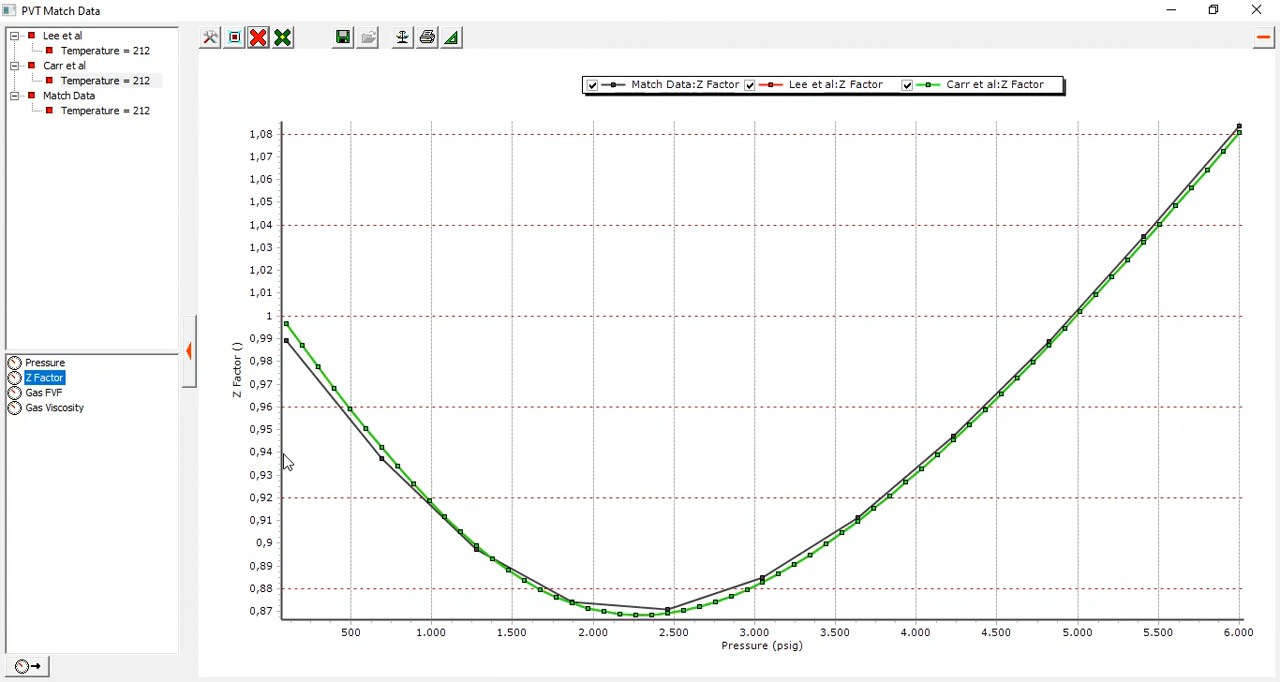 PVT Match Data
Lee et al
Temperature = 212
Carr et al
Temperature = 212
Match Data
Temperature = 212
Pressure
Z Factor
Gas FVF
Gas Viscosity
Match Data:Z Factor
Lee et al:Z Factor
Carr et al:Z Factor
1,08
1,07
1,06
1,05
1,04
1,03
1,02
1,01
1
0,99
0,98
0,97
0,96
0,95
0,94
0,93
0,92
0,91
0,9
0,89
0,88
0,87
Z Factor ()
500 1.000 1.500 2.000 2.500 3.000 3.500 4.000 4.500 5.000 5.500 6.000
Pressure (psig)